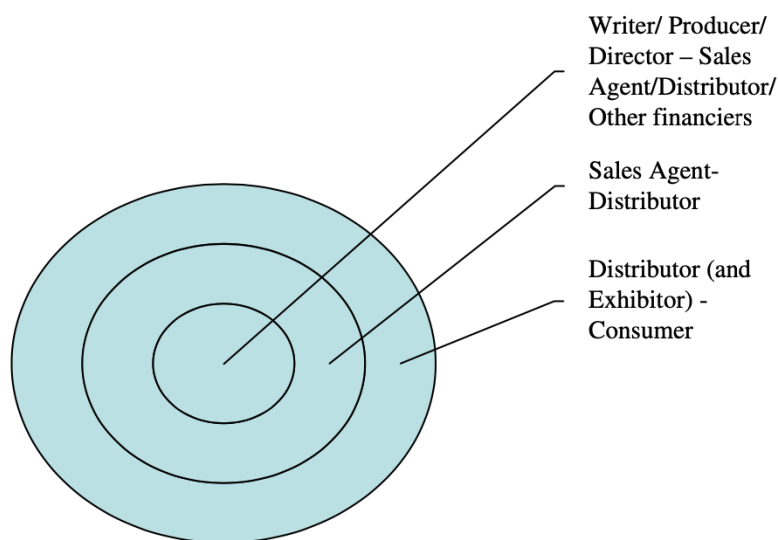 Writer/ Producer/
Director – Sales
Agent/Distributor/
Other financiers
Sales Agent-
Distributor
Distributor (and
Exhibitor) -
Consumer